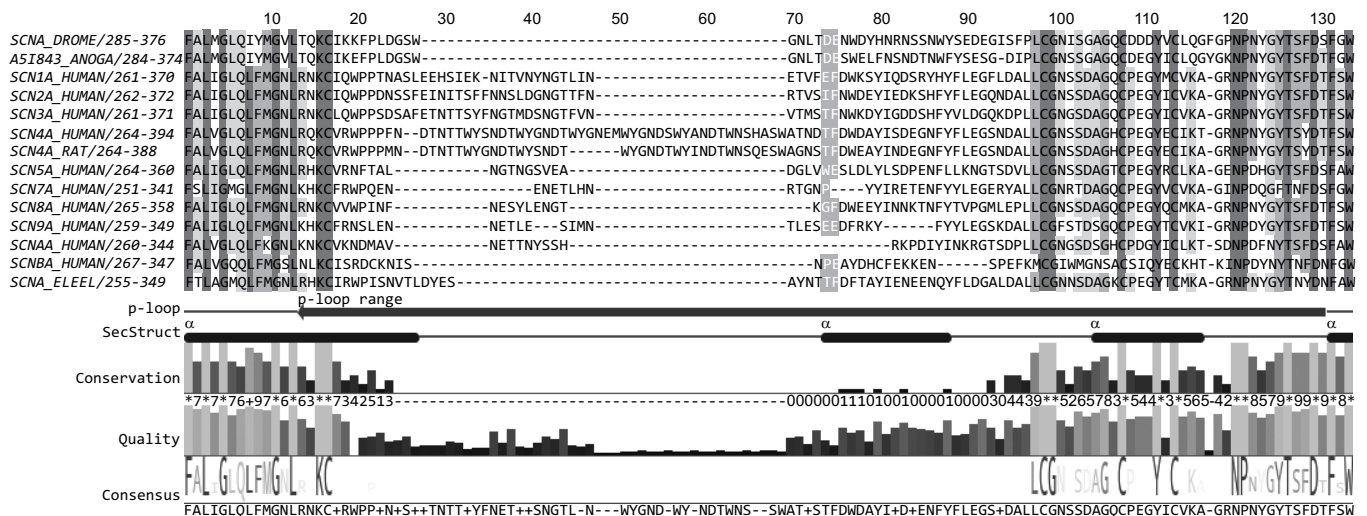 10 20 30 40 50 60 70 80 90 100 110 120 130
SCNA_DROME/285-376 FALMGLQIYMGVLTQKCIKKFPLDGSW------------------------------------------GNLTDENWDYHNRNSSNWYSEDEGISFPLCGNISGAGQCDDDYVCLQGFGPNPNYGYTSFDSFGW
A5I843_ANOGA/284-374 FALMGLQIYMGVLTQKCIKEFPLDGSW------------------------------------------GNLTDESWELFNSNDTNWFYSESG-DIPLCGNSSGAGQCDEGYICLQGYGKNPNYGYTSFDTFGW
SCN1A_HUMAN/261-370 FALIGLQLFMGNLRNKCIQWPPTNASLEEHSIEK-NITVNYNGTLIN----------------------ETVFEFDWKSYIQDSRYHYFLEGFLDALLCGNSSDAGQCPEGYMCVKA-GRNPNYGYTSFDTFSW
SCN2A_HUMAN/262-372 FALIGLQLFMGNLRNKCIQWPPDNSSFEINITSFFNNSLDGNGTTFN----------------------RTVSIFNWDEYIEDKSHFYFLEGQNDALLCGNSSDAGQCPEGYICVKA-GRNPNYGYTSFDTFSW
SCN3A_HUMAN/261-371 FALIGLQLFMGNLRNKCLQWPPSDSAFETNTTSYFNGTMDSNGTFVN----------------------VTMSTFNWKDYIGDDSHFYVLDGQKDPLLCGNGSDAGQCPEGYICVKA-GRNPNYGYTSFDTFSW
SCN4A_HUMAN/264-394 FALVGLQLFMGNLRQKCVRWPPPFN--DTNTTWYSNDTWYGNDTWYGNEMWYGNDSWYANDTWNSHASWATNDTFDWDAYISDEGNFYFLEGSNDALLCGNSSDAGHCPEGYECIKT-GRNPNYGYTSYDTFSW
SCN4A_RAT/264-388 FALIGLQLFMGNLRQKCVRWPPPMN--DTNTTWYGNDTWYSNDT------WYGNDTWYINDTWNSQESWAGNSTFDWEAYINDEGNFYFLEGSNDALLCGNSSDAGHCPEGYECIKA-GRNPNYGYTSYDTFSW
SCN5A_HUMAN/264-360 FALIGLQLFMGNLRHKCVRNFTAL--------NGTNGSVEA----------------------------DGLVWESLDLYLSDPENFLLKNGTSDVLLCGNSSDAGTCPEGYRCLKA-GENPDHGYTSFDSFAW
SCN7A_HUMAN/251-341 FSLIGMGLFMGNLKHKCFRWPQEN-------------ENETLHN-------------------------RTGNP---YYIRETENFYYLEGERYALLCGNRTDAGQCPEGYVCVKA-GINPDQGFTNFDSFGW
SCN8A_HUMAN/265-358 FALIGLQLFMGNLRNKCVVWPINF--------NESYLENGT----------------------------KGFDWEEYINNKTNFYTVPGMLEPLLCGNSSDAGQCPEGYQCMKA-GRNPNYGYTSFDTFSW
SCN9A_HUMAN/259-349 FALIGLQLFMGNLKHKCFRNSLEN--------NETLE---SIMN-------------------------TLESEEDFRKY------FYYLEGSKDALLCGFSTDSGQCPEGYTCVKI-GRNPDYGYTSFDTFSW
SCNAA_HUMAN/260-344 FALVGLQLFKGNLKNKCVKNDMAV--------NETTNYSSH-------------------------------------RKPDIYINKRGTSDPLLCGNGSDSGHCPDGYICLKT-SDNPDFNYTSFDSFAW
SCNBA_HUMAN/267-347 FALVGQQLFMGSLNLKCISRDCKNIS-------------------------------------------NPEAYDHCFEKKEN-----SPEFKMCGIWMGNSACSIQYECKHT-KINPDYNYTNFDNFGW
SCNA_ELEEL/255-349 FTLAGMQLFMGNLRHKCIRWPISNVTLDYES--------------------------------------AYNTTFDFTAYIENEENQYFLDGALDALLCGNNSDAGKCPEGYTCMKA-GRNPNYGYTNYDNFAW
p-loop p-loop range
SecStruct α α α α
Conservation
*7*7*76+97*6*63**7342513---------------------------------------------0000001110100100001000030 4439**5265783*544*3*565-42**8579*99*9*8*
Quality
Consensus
FALIGLQLFMGNLRNKC+RWPP+N+S++TNTT+YFNET++SNGTL-N---WYGND-WY-NDTWNS--SWAT+STFDWDAYI+D+ENFYFLEGS+DALLCGNSSDAGQCPEGYTCVKA-GRNPNYGYTSFDTFSW